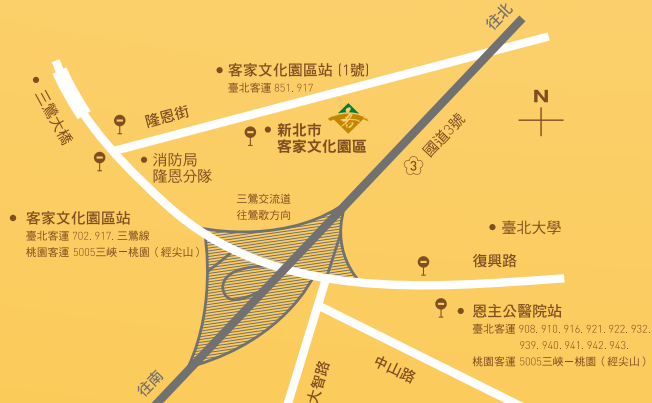 往北
客家文化園區站 (1號)
臺北客運 851. 917
三鶯大橋
隆恩街
N
新北市
客家文化園區
國道3號
3
消防局
隆恩分隊
三鶯交流道
往鶯歌方向
客家文化園區站
臺北客運 702. 917. 三鶯線
桃園客運 5005三峽－桃園（經尖山）
臺北大學
復興路
恩主公醫院站
臺北客運 908. 910. 916. 921. 922. 932.
939. 940. 941. 942. 943.
桃園客運 5005三峽－桃園（經尖山）
中山路
大智路
往南